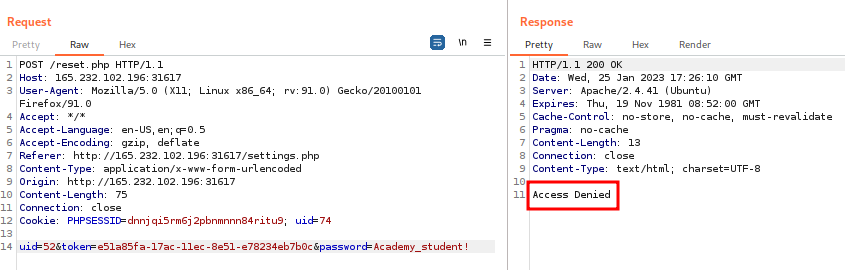 Request
Pretty Raw Hex
\n
1 POST /reset.php HTTP/1.1
2 Host: 165.232.102.196:31617
3 User-Agent: Mozilla/5.0 (X11; Linux x86_64; rv:91.0) Gecko/20100101
Firefox/91.0
4 Accept: */*
5 Accept-Language: en-US,en;q=0.5
6 Accept-Encoding: gzip, deflate
7 Referer: http://165.232.102.196:31617/settings.php
8 Content-Type: application/x-www-form-urlencoded
9 Origin: http://165.232.102.196:31617
10 Content-Length: 75
11 Connection: close
12 Cookie: PHPSESSID=dnnjqi5rm6j2pbnmnnn84ritu9; uid=74
13
14 uid=52&token=e51a85fa-17ac-11ec-8e51-e78234eb7b0c&password=Academy_student!
Response
Pretty Raw Hex Render
1 HTTP/1.1 200 OK
2 Date: Wed, 25 Jan 2023 17:26:10 GMT
3 Server: Apache/2.4.41 (Ubuntu)
4 Expires: Thu, 19 Nov 1981 08:52:00 GMT
5 Cache-Control: no-store, no-cache, must-revalidate
6 Pragma: no-cache
7 Content-Length: 13
8 Connection: close
9 Content-Type: text/html; charset=UTF-8
10
11 Access Denied